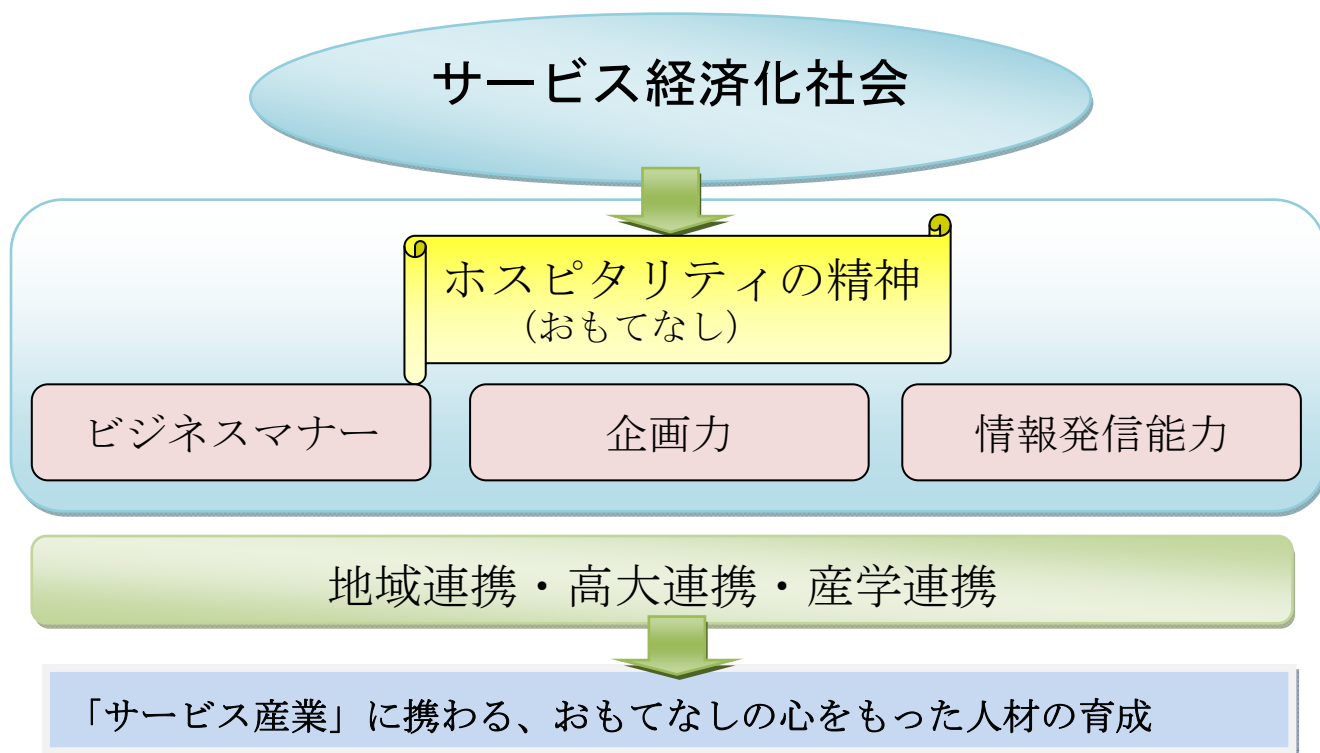 サービス経済化社会
ホスピタリティの精神
（おもてなし）
ビジネスマナー
企画力
情報発信能力
地域連携・高大連携・産学連携
「サービス産業」に携わる、おもてなしの心をもった人材の育成